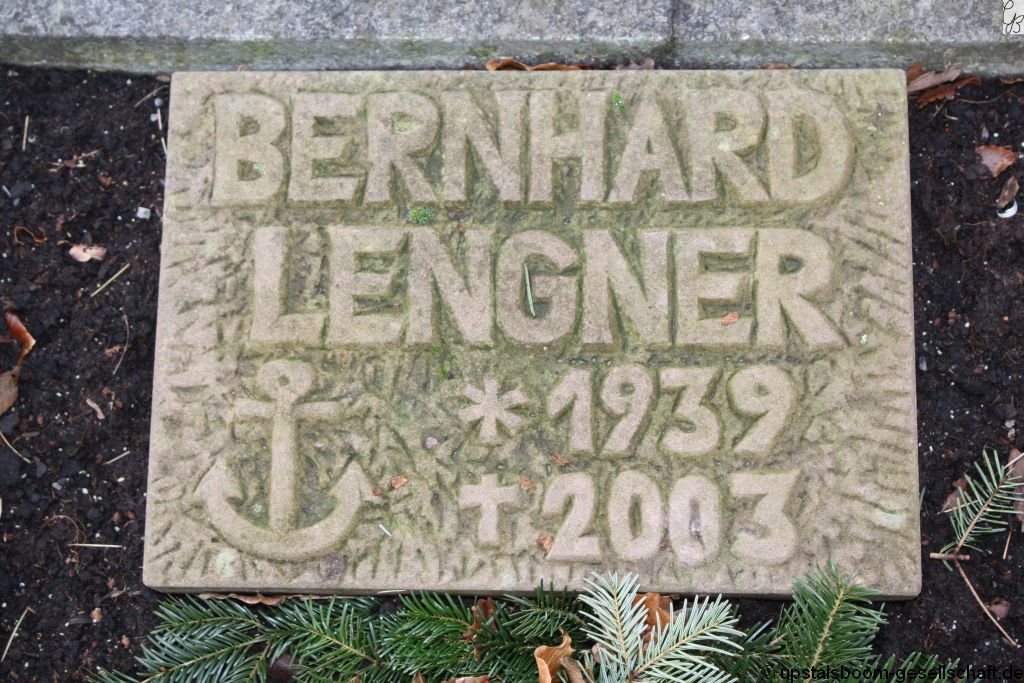 BERNHARD
LENGNER
* 1939
† 2003
© upstalsboom-gesellschaft.de